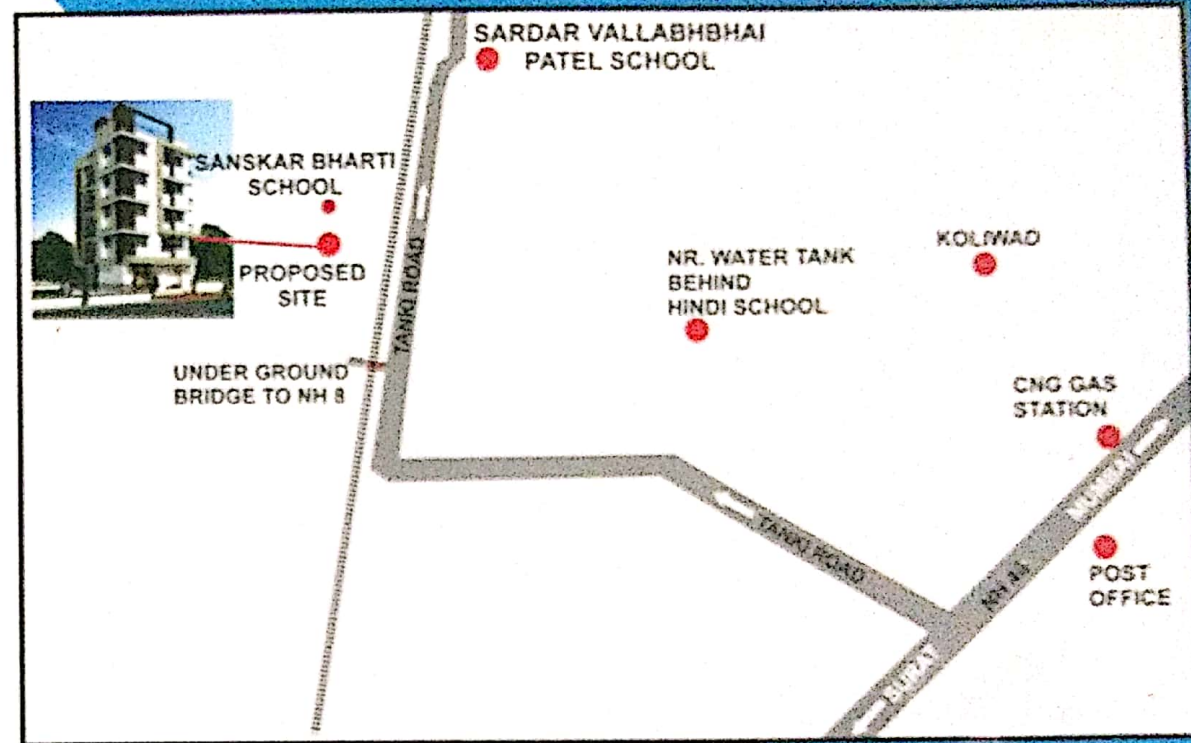 SARDAR VALLABHBHAI
PATEL SCHOOL
SANSKAR BHARTI
SCHOOL
PROPOSED
SITE
TANKI ROAD
UNDER GROUND
BRIDGE TO NH 8
NR. WATER TANK
BEHIND
HINDI SCHOOL
KOLIWAD
CNG GAS
STATION
MUMBAI
TANKI ROAD
NH
POST
OFFICE
SURAT